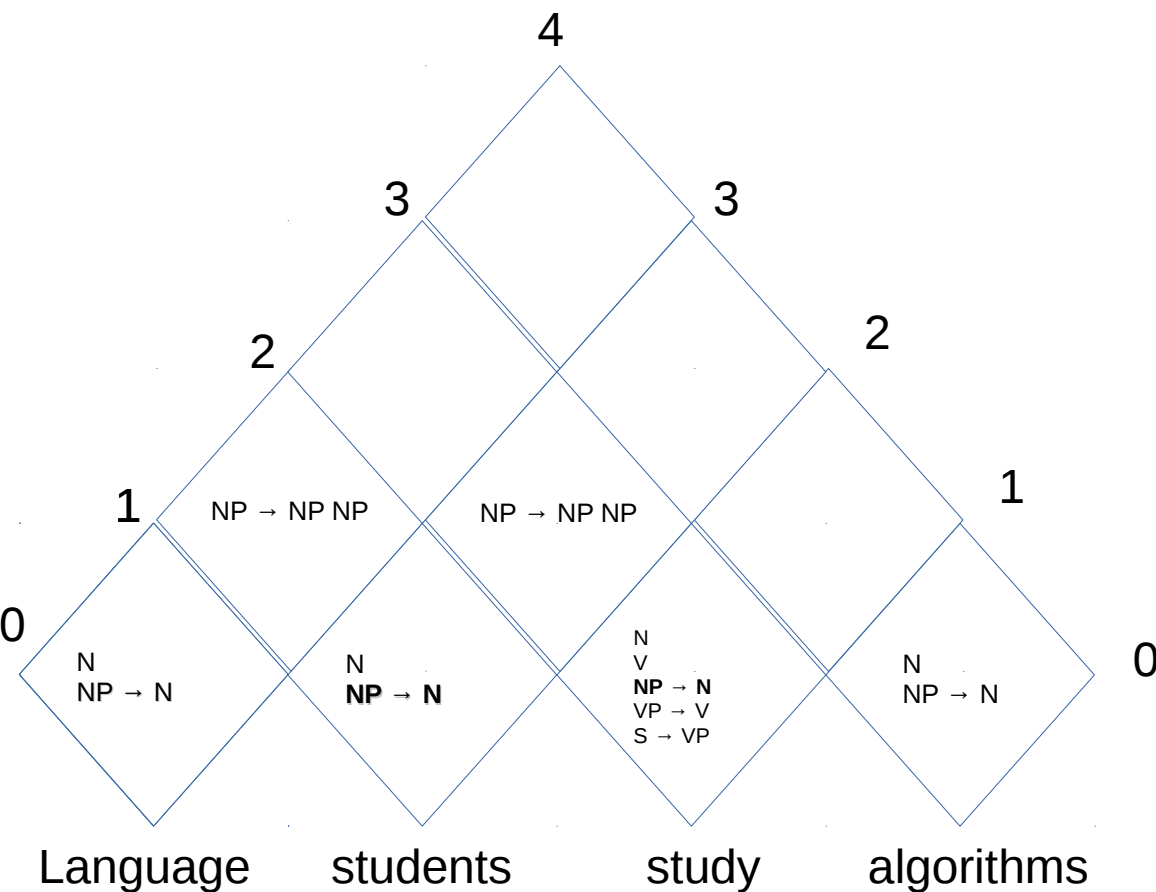 4
3
3
2
2
1
1
NP → NP NP
NP → NP NP
0
0
N
NP → N
N
NP → N
N
V
NP → N
VP → V
S → VP
N
NP → N
Language
students
study
algorithms